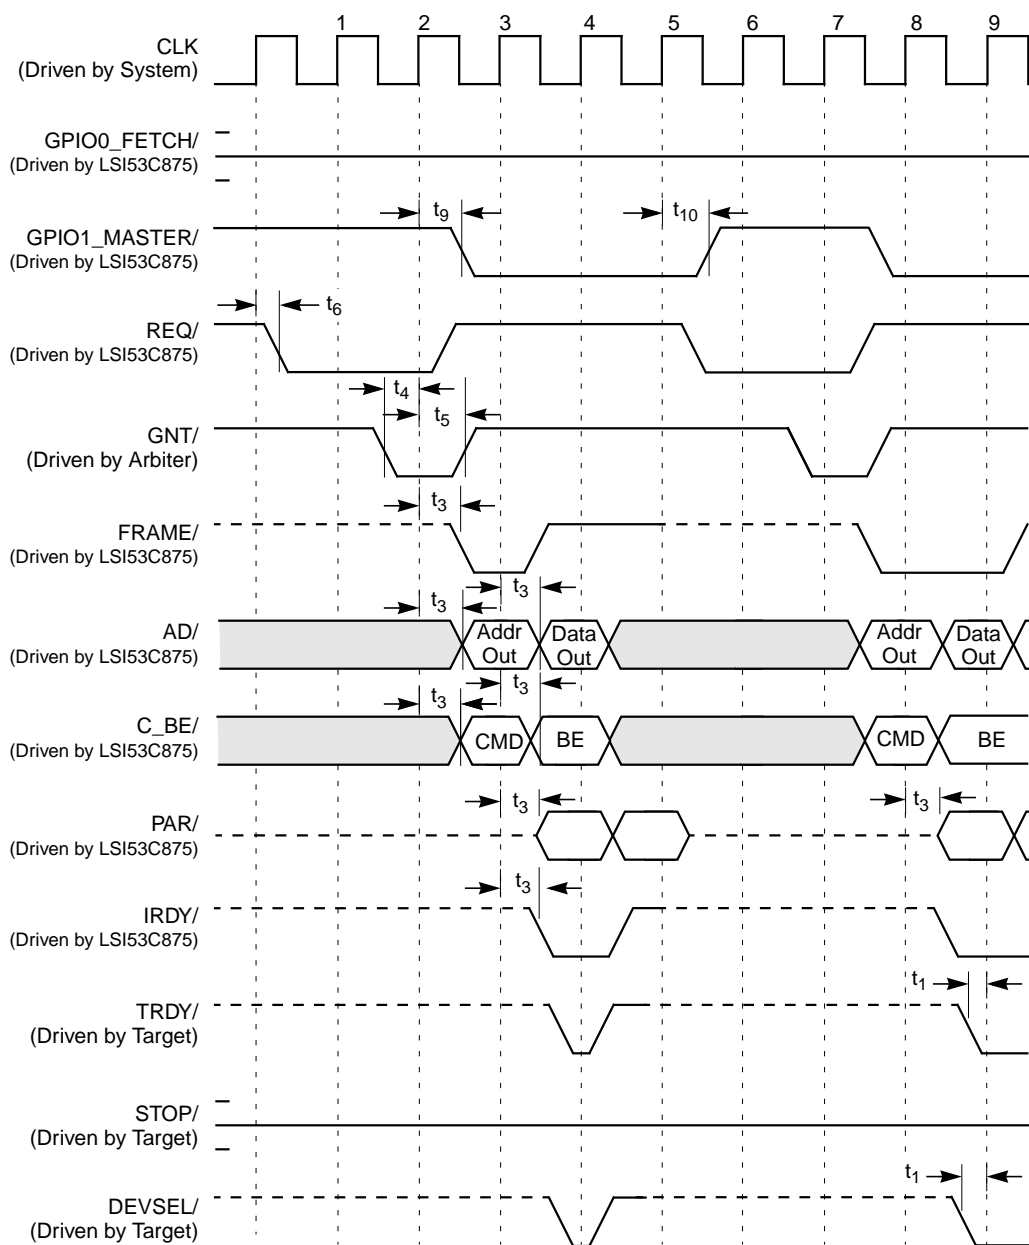 1 2 3 4 5 6 7 8 9
CLK
(Driven by System)
GPIO0_FETCH/
(Driven by LSI53C875)
t9 t10
GPIO1_MASTER/
(Driven by LSI53C875)
t6
REQ/
(Driven by LSI53C875)
t4
t5
GNT/
(Driven by Arbiter)
t3
FRAME/
(Driven by LSI53C875)
t3
t3
AD/
(Driven by LSI53C875)
Addr Data Addr Data
Out Out Out Out
t3
t3
C_BE/
(Driven by LSI53C875)
CMD BE CMD BE
t3 t3
PAR/
(Driven by LSI53C875)
t3
IRDY/
(Driven by LSI53C875)
t1
TRDY/
(Driven by Target)
STOP/
(Driven by Target)
t1
DEVSEL/
(Driven by Target)